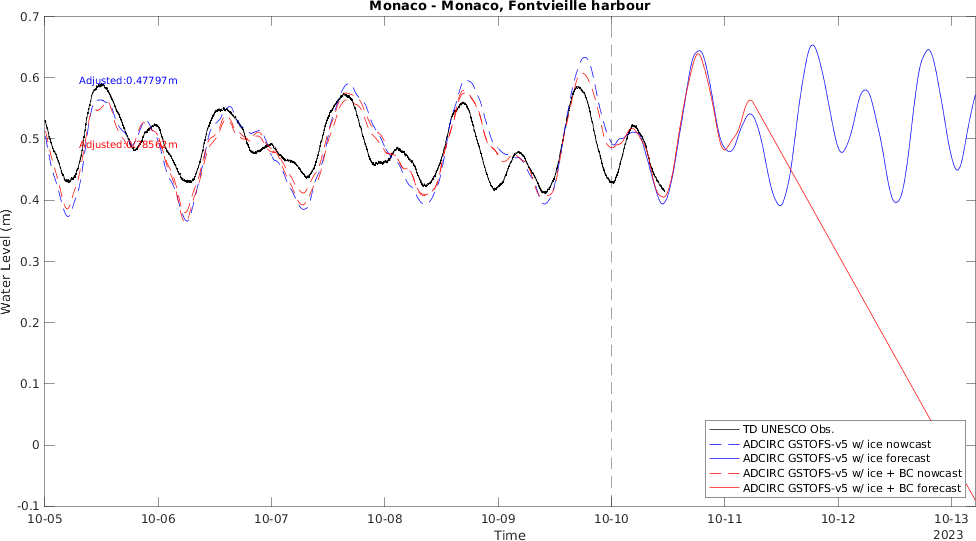 Monaco - Monaco, Fontvieille harbour
0.7
0.6
0.5
0.4
0.3
0.2
0.1
0
-0.1
Water Level (m)
Adjusted:0.47797m
TD UNESCO Obs.
ADCIRC GSTOFS-v5 w/ ice nowcast
ADCIRC GSTOFS-v5 w/ ice forecast
ADCIRC GSTOFS-v5 w/ ice + BC nowcast
ADCIRC GSTOFS-v5 w/ ice + BC forecast
10-05
10-06
10-07
10-08
10-09
10-10
10-11
10-12
10-13
2023
Time